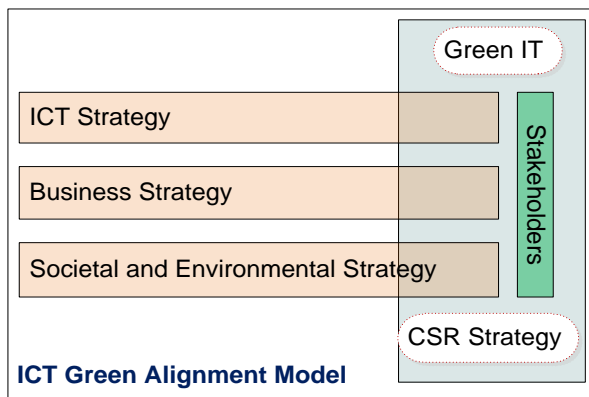 Green IT
ICT Strategy
Business Strategy
Societal and Environmental Strategy
Stakeholders
CSR Strategy
ICT Green Alignment Model